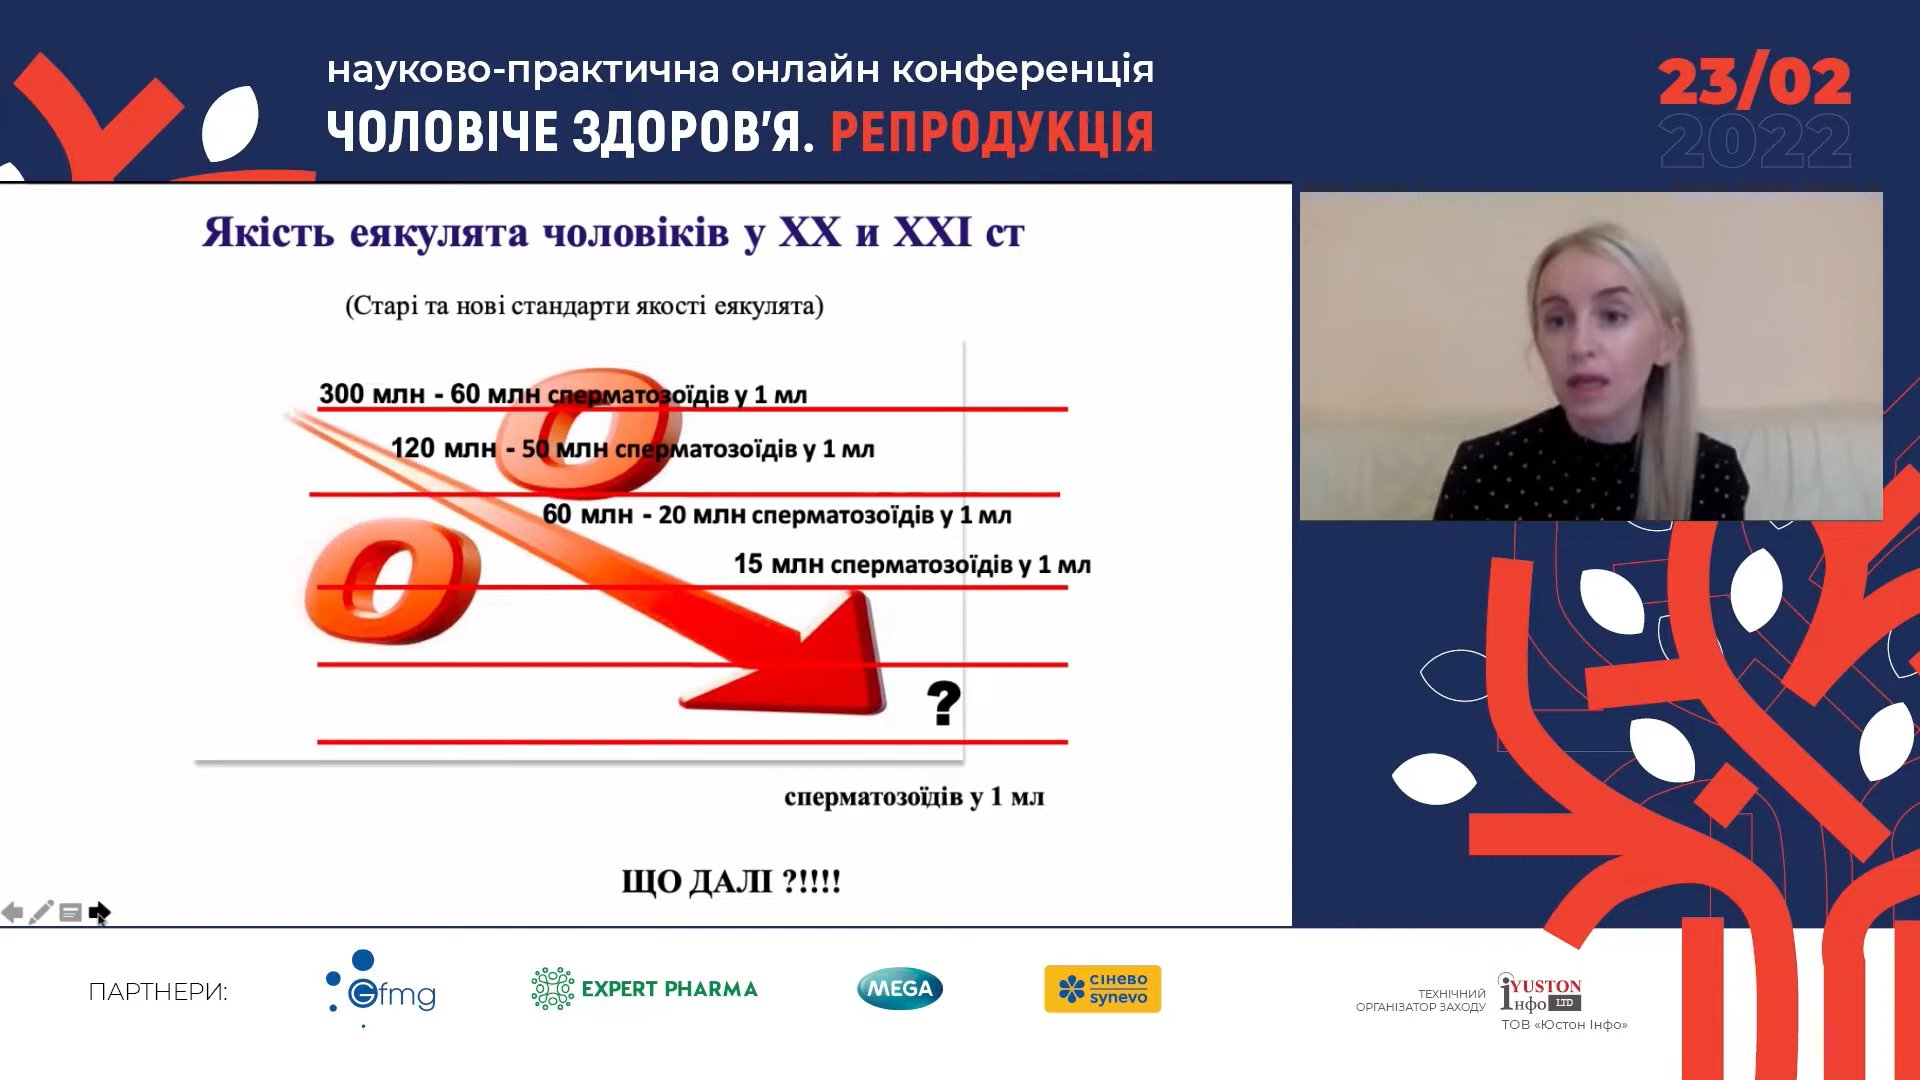 науково-практична онлайн конференція
ЧОЛОВІЧЕ ЗДОРОВ'Я. РЕПРОДУКЦІЯ
23/02
2022
Якість еякулята чоловіків у XX и XXI ст
(Старі та нові стандарти якості еякулята)
300 млн - 60 млн сперматозоїдів у 1 мл
120 млн - 50 млн сперматозоїдів у 1 мл
60 млн - 20 млн сперматозоїдів у 1 мл
15 млн сперматозоїдів у 1 мл
?
сперматозоїдів у 1 мл
ЩО ДАЛІ ?!!!!
ПАРТНЕРИ:
Gfmg
EXPERT PHARMA
MEGA
сінево
synevo
ТЕХНІЧНИЙ
ОРГАНІЗАТОР ЗАХОДУ
YUSTON
інфо LTD
ТОВ «Юстон Інфо»